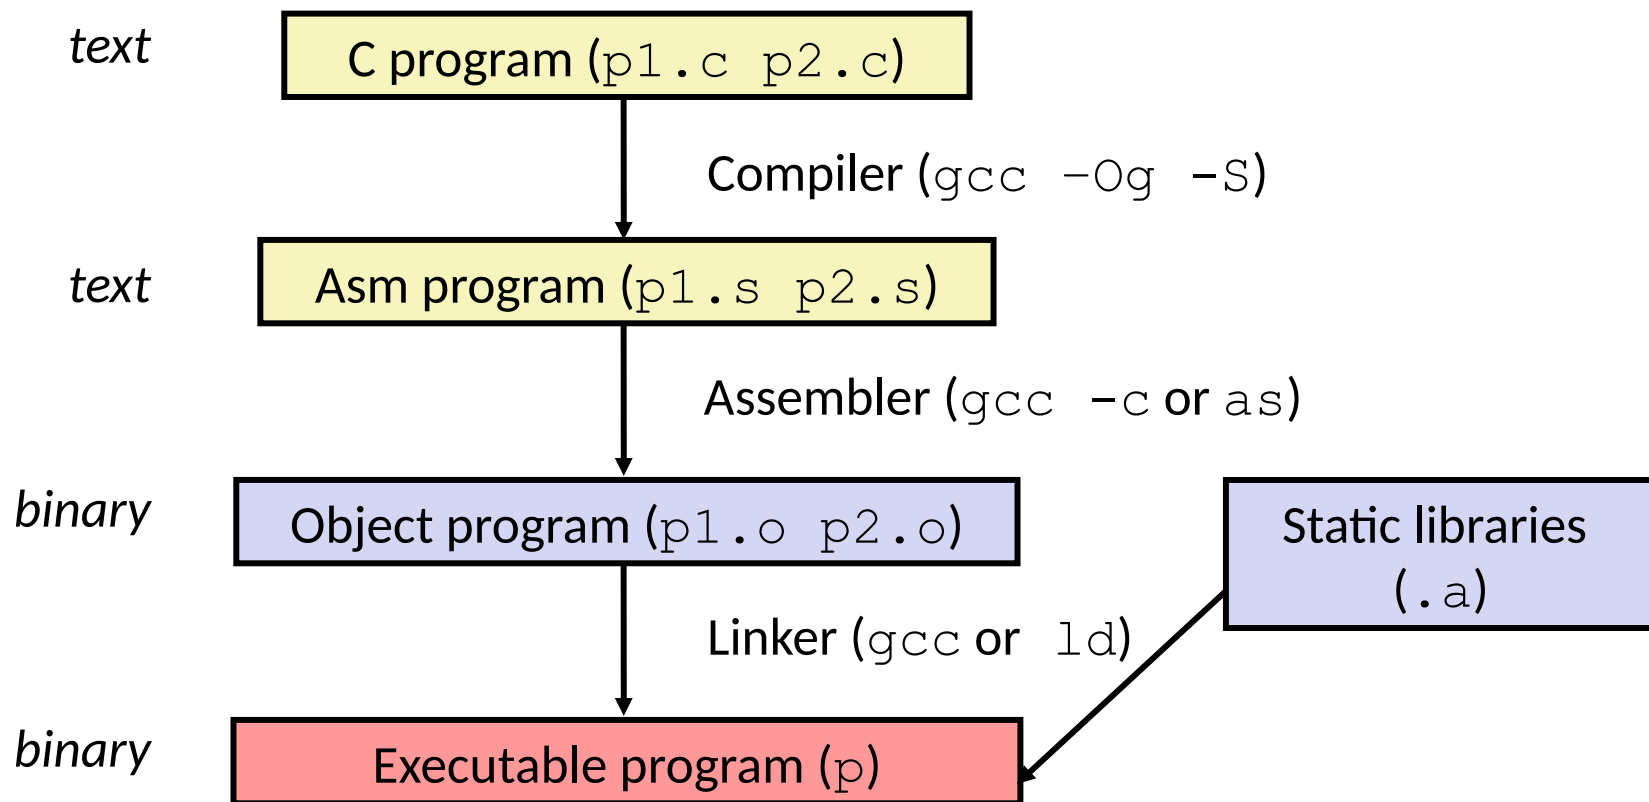 text
C program (p1.c p2.c)
Compiler (gcc –Og –S)
text
Asm program (p1.s p2.s)
Assembler (gcc –c or as)
binary
Object program (p1.o p2.o)
Static libraries
(.a)
Linker (gcc or ld)
binary
Executable program (p)